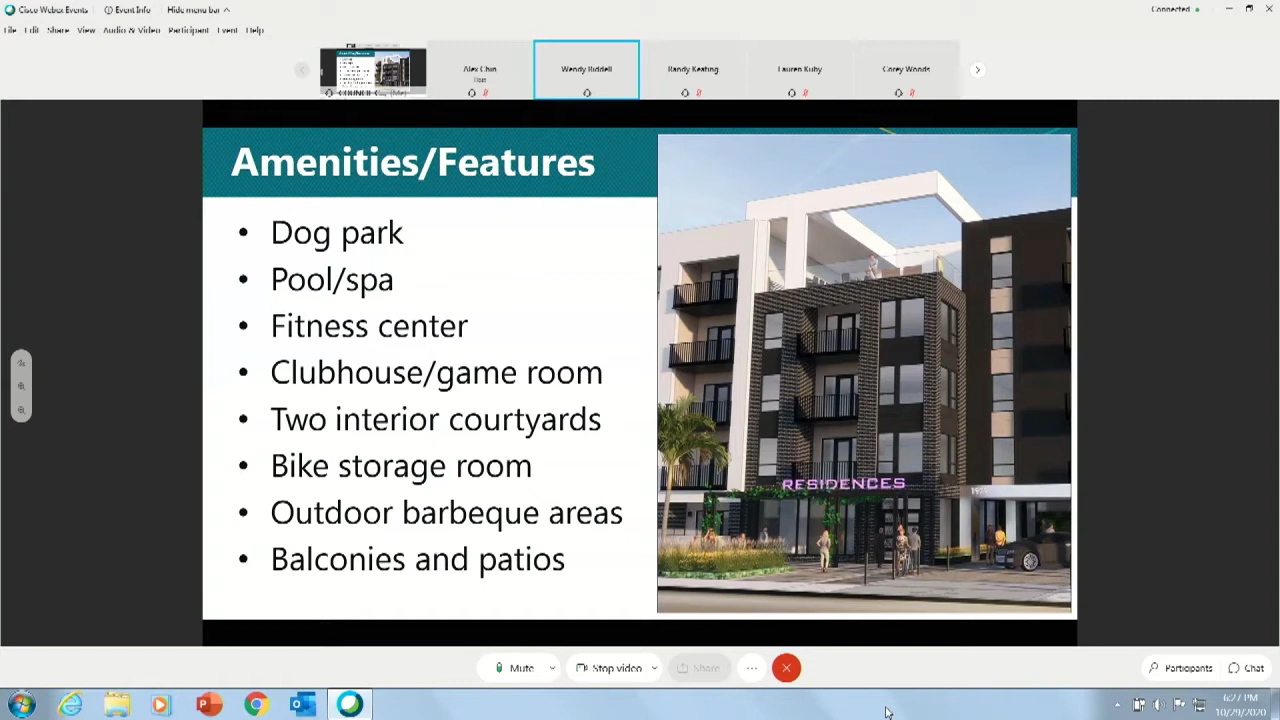 Cisco Webex Events
Event Info
Hide menu bar
Connected
File Edit Share View Audio & Video Participant Event Help
Alex Chin
Host
Wendy Riddell
Randy Keating
Lauren Kuby
Corey Woods
Amenities/Features
• Dog park
• Pool/spa
• Fitness center
• Clubhouse/game room
• Two interior courtyards
• Bike storage room
• Outdoor barbeque areas
• Balconies and patios
RESIDENCES
Mute
Stop video
Share
Participants
Chat
6:27 PM
10/29/2020